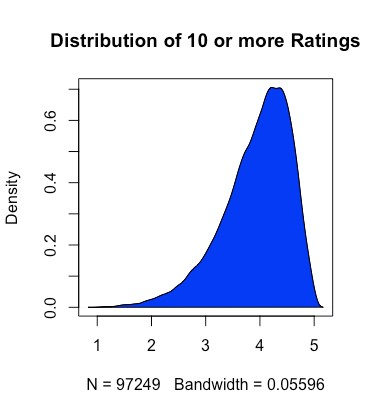 Distribution of 10 or more Ratings
Density
0.6
0.4
0.2
0.0
1 2 3 4 5
N = 97249 Bandwidth = 0.05596